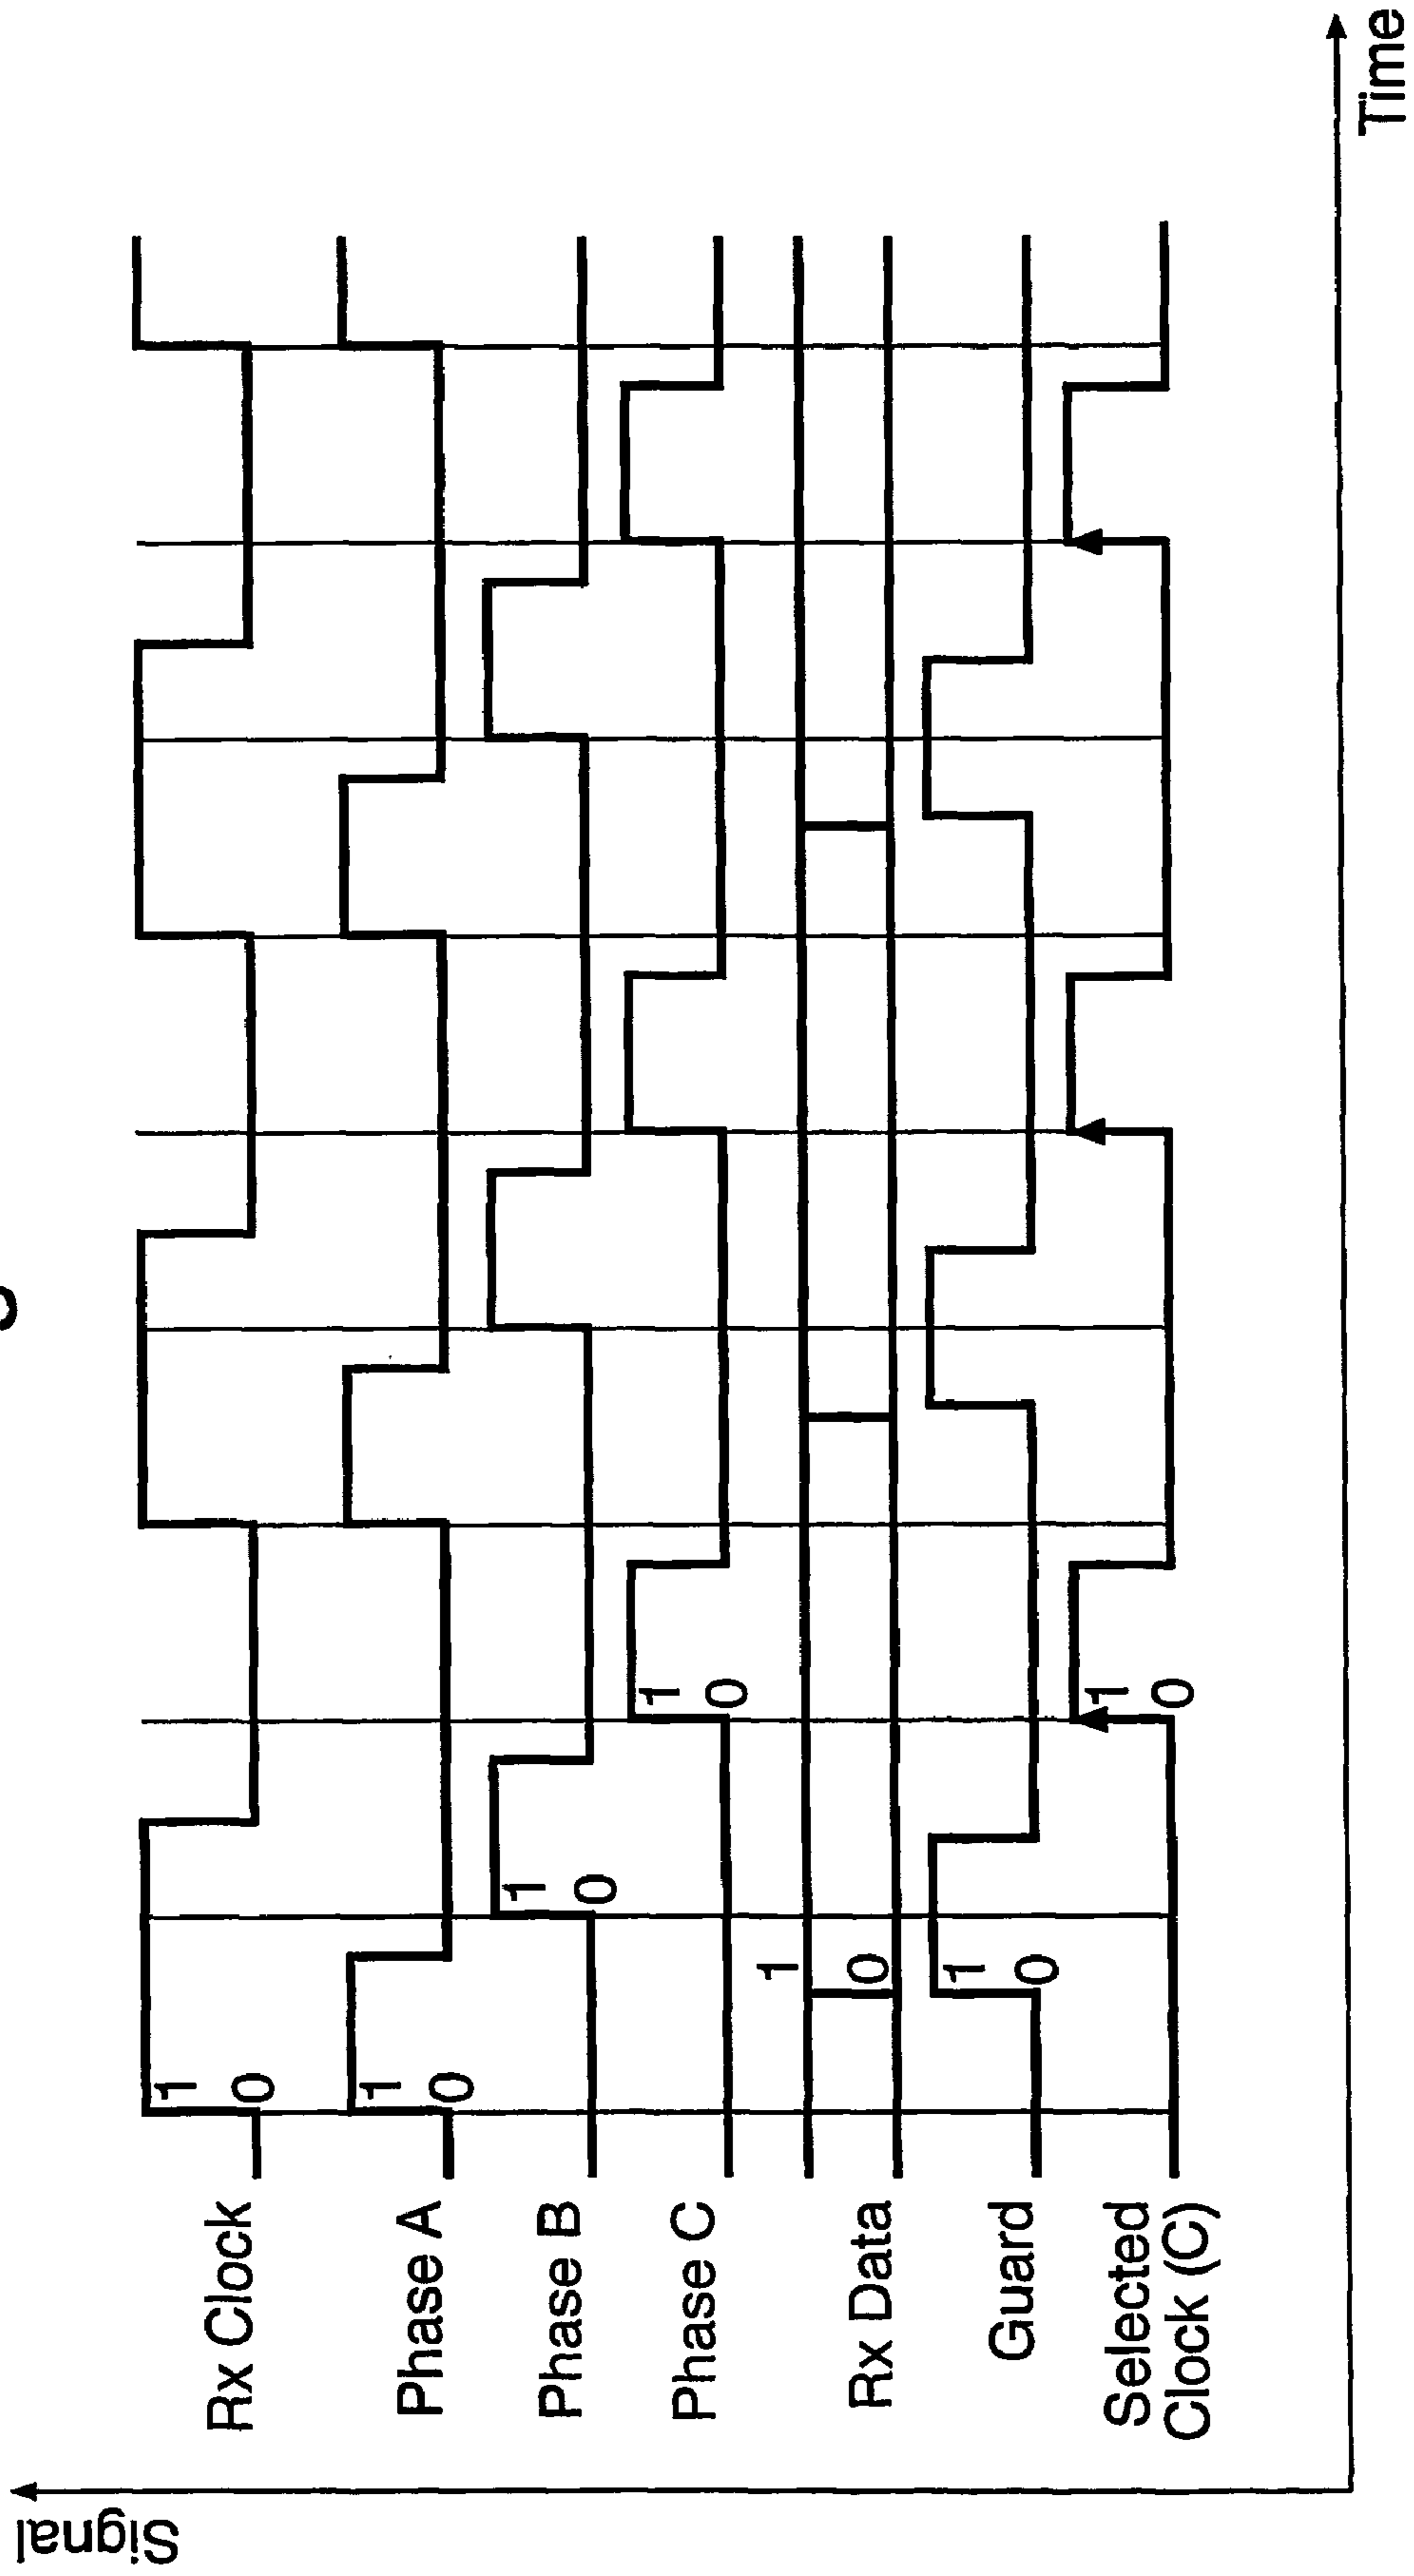 Signal
Rx Clock
1
0
Phase A
1
0
Phase B
1
0
Phase C
1
0
Rx Data
1
0
Guard
1
0
Selected
Clock (C)
1
0
Time